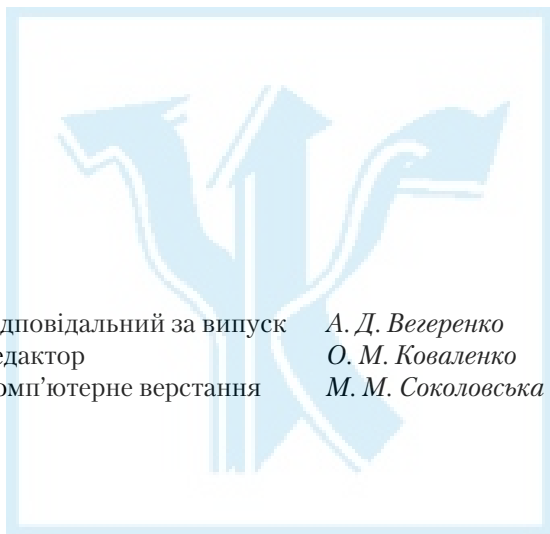 дповідальний за випуск А. Д. Вегеренко
едактор О. М. Коваленко
омп'ютерне верстання М. М. Соколовська